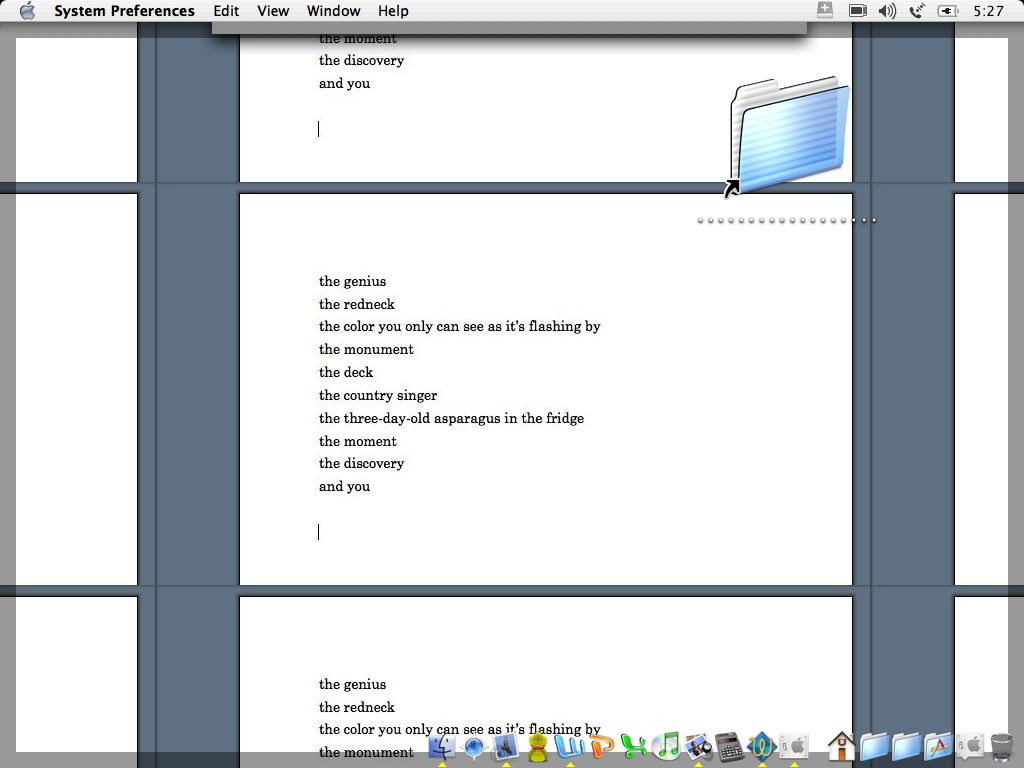 System Preferences Edit View Window Help 5:27
the moment
the discovery
and you
the genius
the redneck
the color you only can see as it's flashing by
the monument
the deck
the country singer
the three-day-old asparagus in the fridge
the moment
the discovery
and you
the genius
the redneck
the color you only can see as it's flashing by
the monument